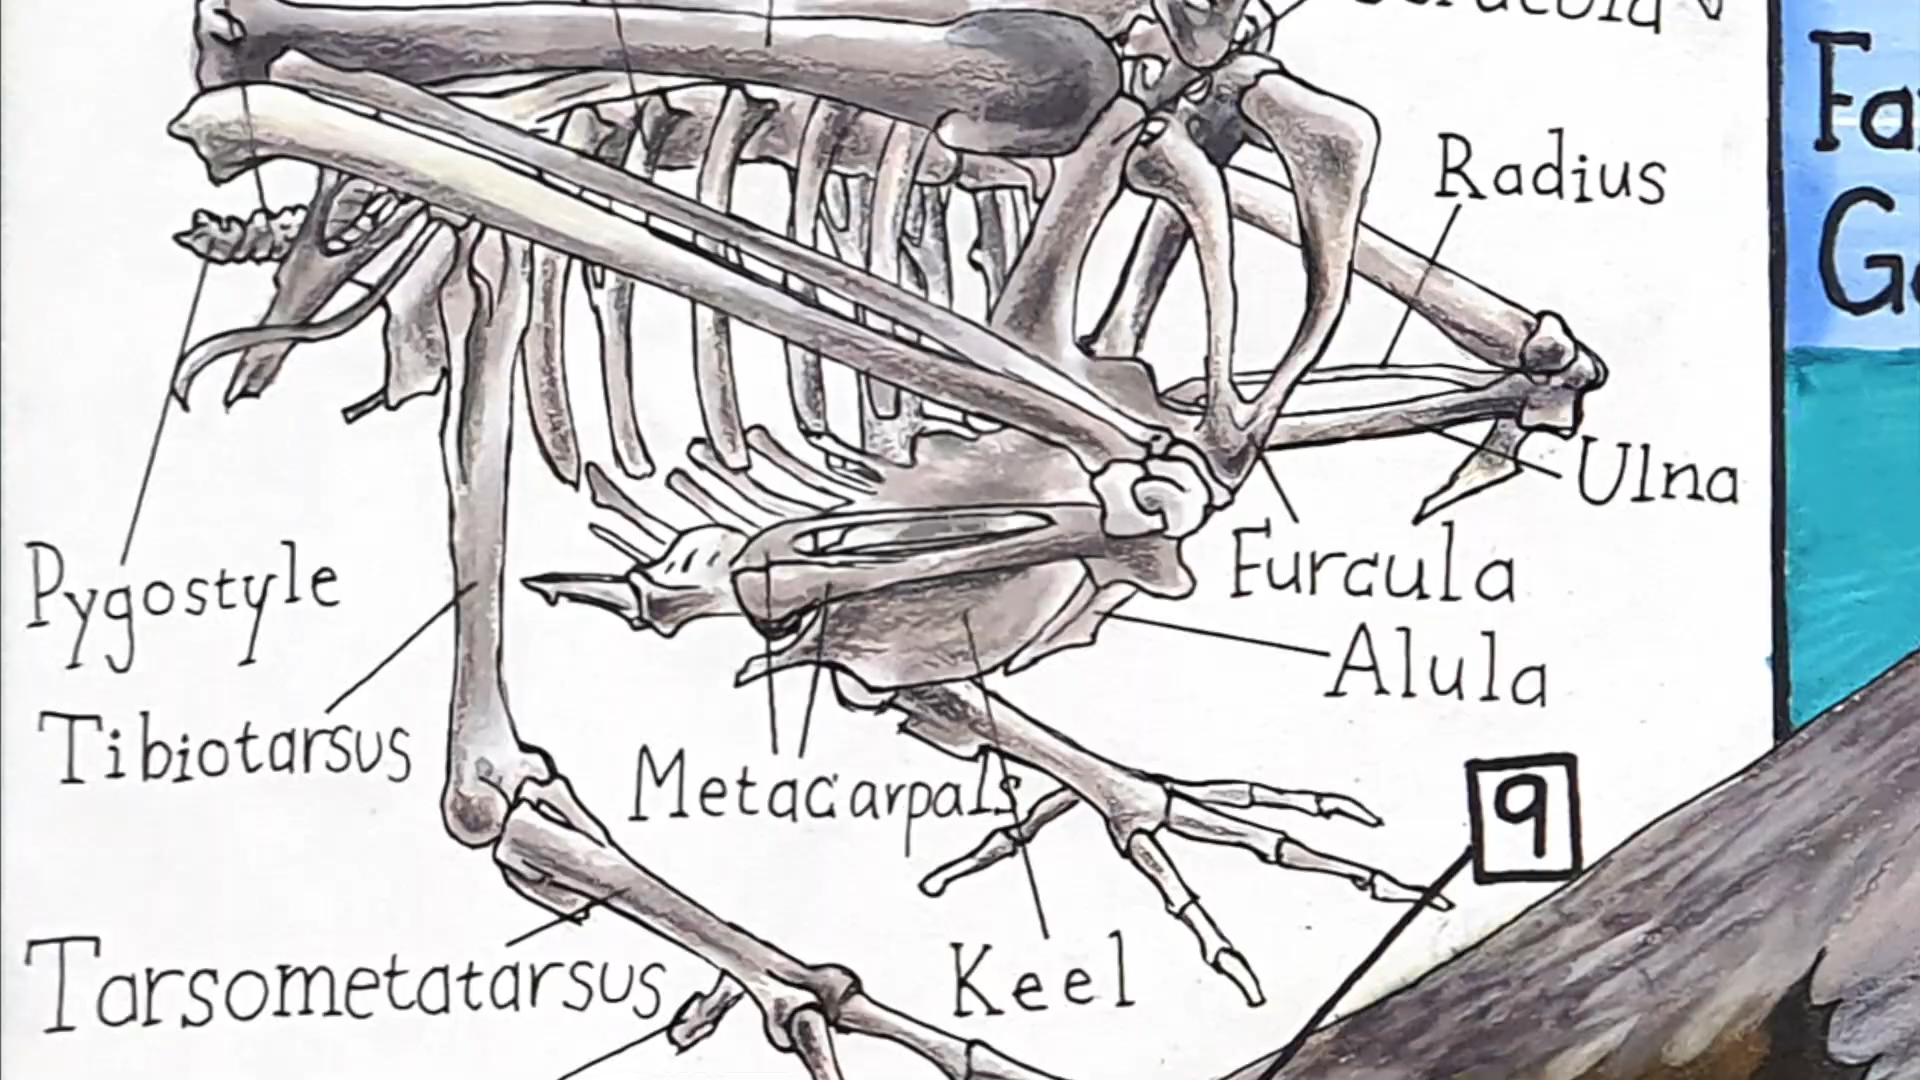 Radius
Ulna
Furcula
Pygostyle
Alula
Tibiotarsus
Metacarpals
9
Tarsometatarsus
Keel